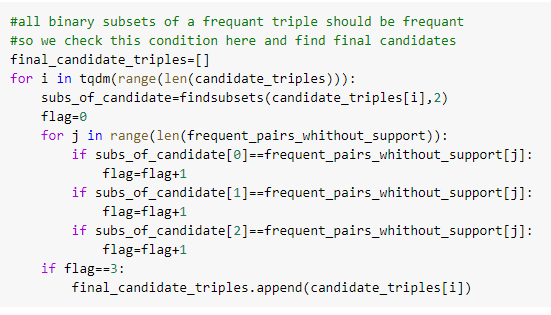 #all binary subsets of a frequant triple should be frequant
#so we check this condition here and find final candidates
final_candidate_triples=[]
for i in tqdm(range(len(candidate_triples))):
    subs_of_candidate=findsubsets(candidate_triples[i],2)
    flag=0
    for j in range(len(frequent_pairs_whithout_support)):
        if subs_of_candidate[0]==frequent_pairs_whithout_support[j]:
            flag=flag+1
        if subs_of_candidate[1]==frequent_pairs_whithout_support[j]:
            flag=flag+1
        if subs_of_candidate[2]==frequent_pairs_whithout_support[j]:
            flag=flag+1
    if flag==3:
        final_candidate_triples.append(candidate_triples[i])